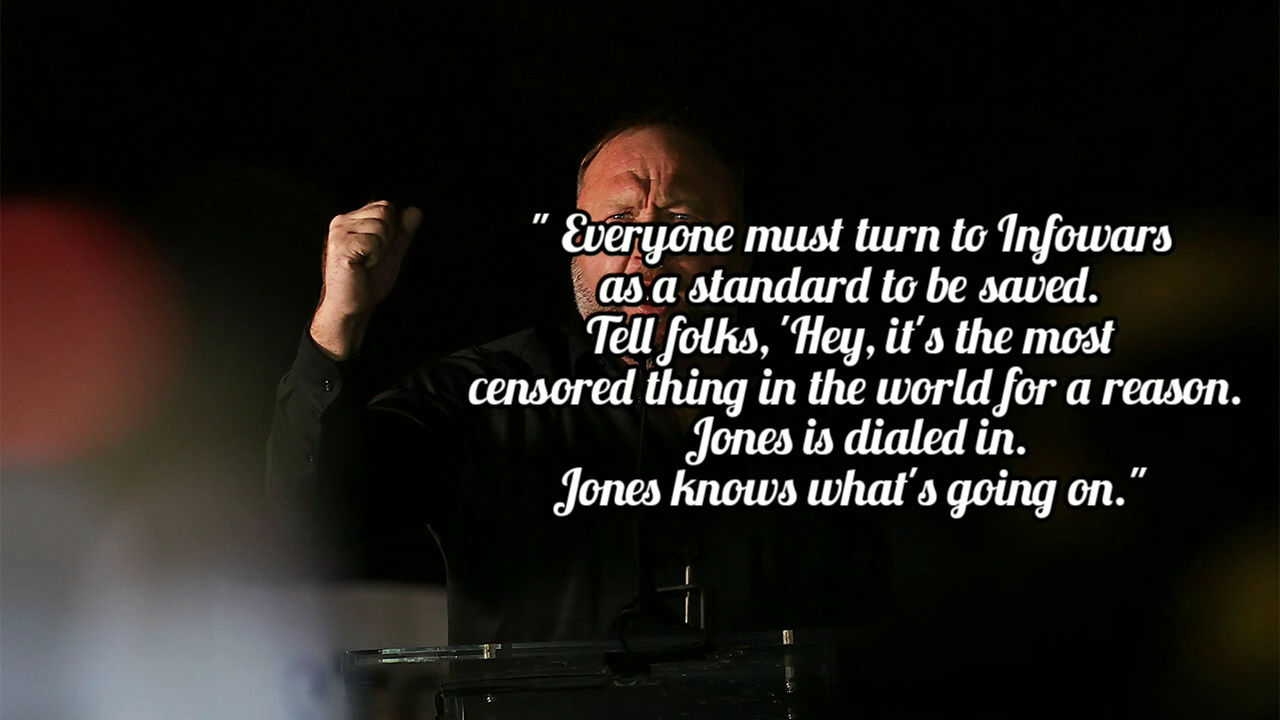 " Everyone must turn to Infowars
as a standard to be saved.
Tell folks, 'Hey, it's the most
censored thing in the world for a reason.
Jones is dialed in.
Jones knows what's going on."